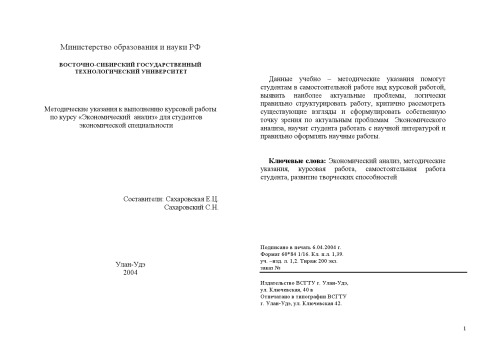 Министерство образования и науки РФ
ВОСТОЧНО-СИБИРСКИЙ ГОСУДАРСТВЕННЫЙ
ТЕХНОЛОГИЧЕСКИЙ УНИВЕРСИТЕТ
Методические указания к выполнению курсовой работы
по курсу «Экономический анализ» для студентов
экономической специальности
Составители: Сахаровская Е.Ц.
Сахаровский С.Н.
Улан-Удэ
2004
Данные учебно – методические указания помогут
студентам в самостоятельной работе над курсовой работой,
выявить наиболее актуальные проблемы, логически
правильно структурировать работу, критично рассмотреть
существующие взгляды и сформулировать собственную
точку зрения по актуальным проблемам Экономического
анализа, научат студента работать с научной литературой и
правильно оформлять научные работы.
Ключевые слова: Экономический анализ, методические
указания, курсовая работа, самостоятельная работа
студента, развитие творческих способностей
Подписано в печать 6.04.2004 г.
Формат 60*84 1/16. Кл. п.л. 1,39.
уч. –изд. л. 1,2. Тираж 200 экз.
заказ №
Издательство ВСГТУ г. Улан-Удэ,
ул. Ключевская, 40 в
Отпечатано в типографии ВСГТУ
г. Улан-Удэ, ул. Ключевская 42.
1